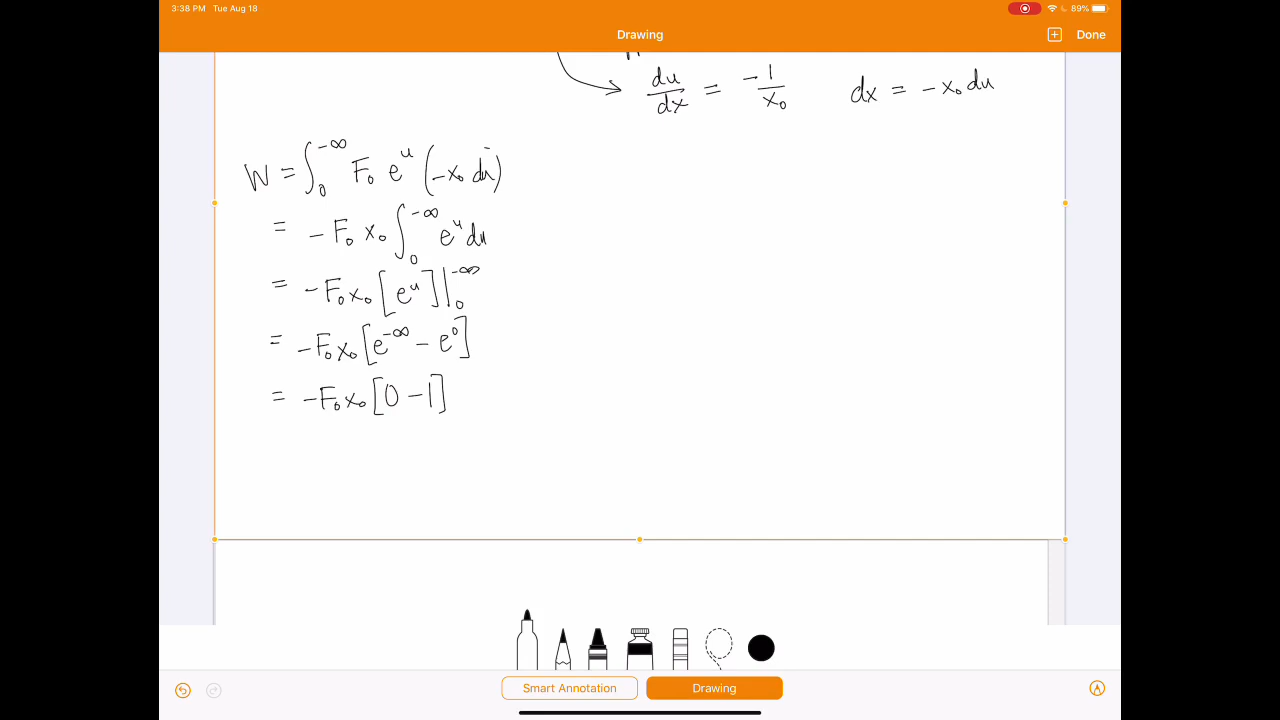 3:38 PM Tue Aug 18 89%
Drawing Done
du/dx = -1/x₀ dx = -x₀ du
W = ∫₀^-∞ F₀ e^u (-x₀ du)
= -F₀ x₀ ∫₀^-∞ e^u du
= -F₀x₀ [e^u]|₀^-∞
= -F₀x₀ [e^-∞ - e^0]
= -F₀x₀ [0 - 1]
Smart Annotation Drawing